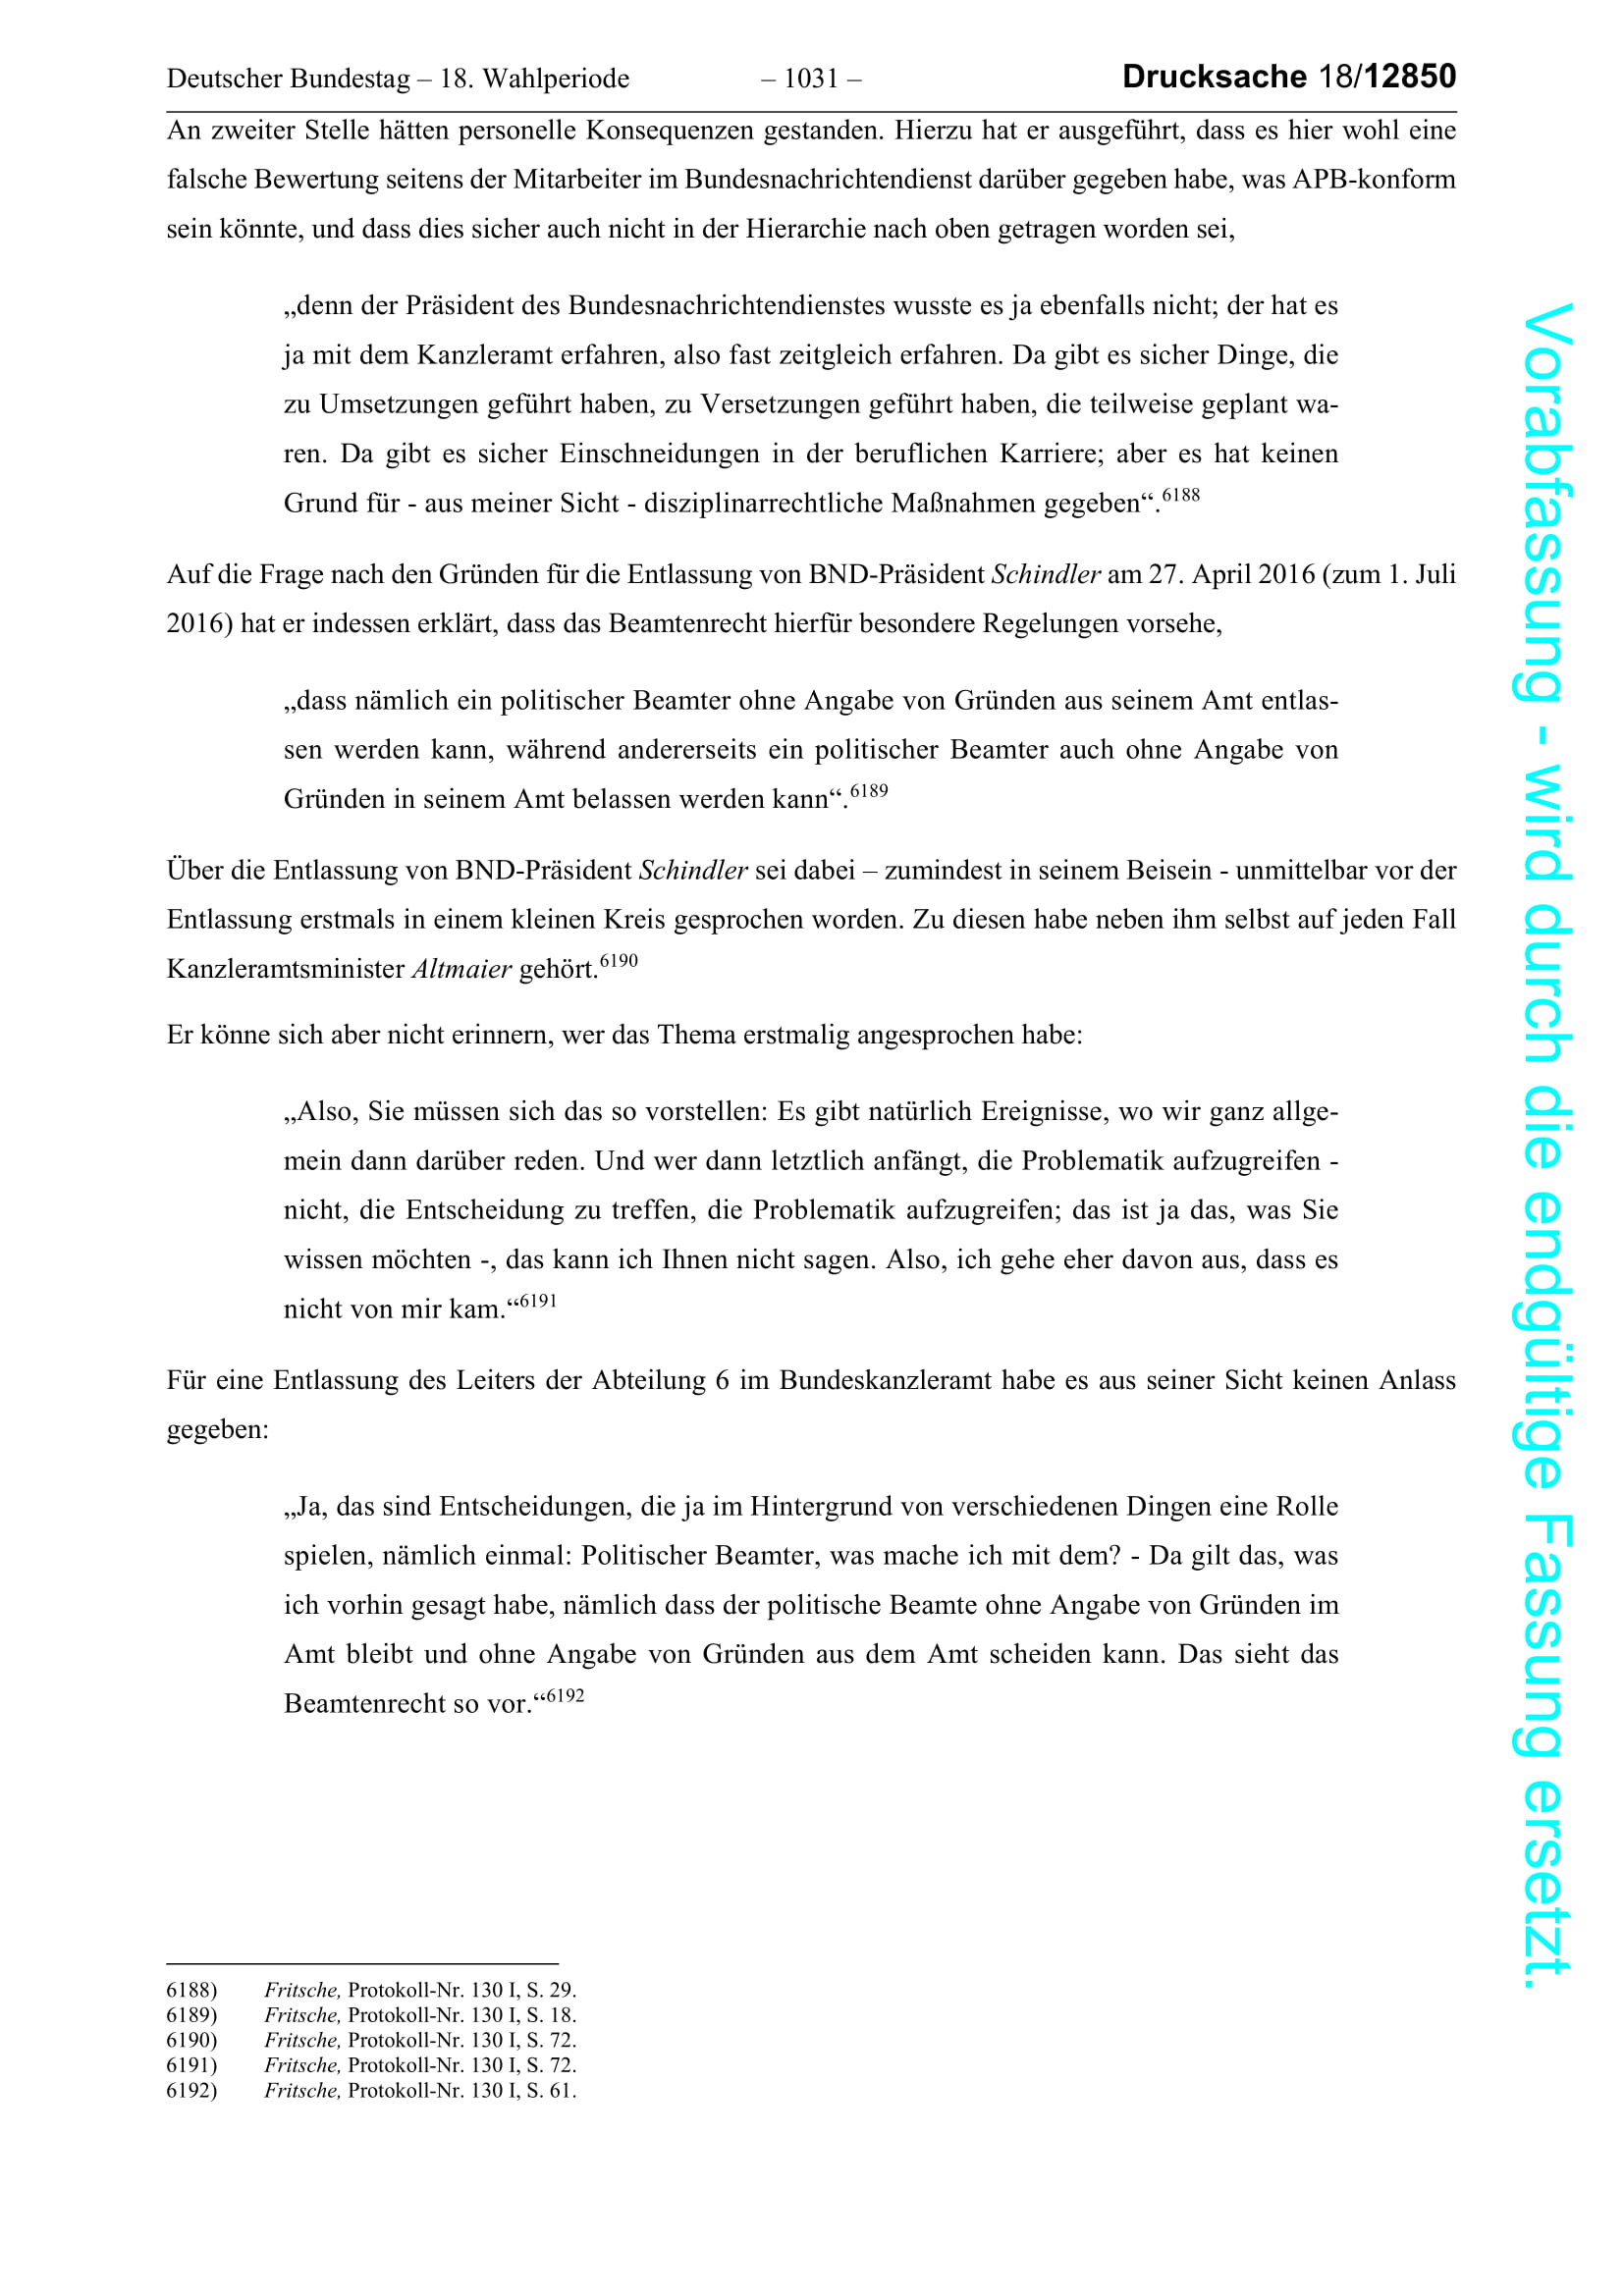 Deutscher Bundestag – 18. Wahlperiode – 1031 – Drucksache 18/12850
An zweiter Stelle hätten personelle Konsequenzen gestanden. Hierzu hat er ausgeführt, dass es hier wohl eine
falsche Bewertung seitens der Mitarbeiter im Bundesnachrichtendienst darüber gegeben habe, was APB-konform
sein könnte, und dass dies sicher auch nicht in der Hierarchie nach oben getragen worden sei,
„denn der Präsident des Bundesnachrichtendienstes wusste es ja ebenfalls nicht; der hat es
ja mit dem Kanzleramt erfahren, also fast zeitgleich erfahren. Da gibt es sicher Dinge, die
zu Umsetzungen geführt haben, zu Versetzungen geführt haben, die teilweise geplant wa-
ren. Da gibt es sicher Einschneidungen in der beruflichen Karriere; aber es hat keinen
Grund für - aus meiner Sicht - disziplinarrechtliche Maßnahmen gegeben“.6188
Auf die Frage nach den Gründen für die Entlassung von BND-Präsident Schindler am 27. April 2016 (zum 1. Juli
2016) hat er indessen erklärt, dass das Beamtenrecht hierfür besondere Regelungen vorsehe,
„dass nämlich ein politischer Beamter ohne Angabe von Gründen aus seinem Amt entlas-
sen werden kann, während andererseits ein politischer Beamter auch ohne Angabe von
Gründen in seinem Amt belassen werden kann“.6189
Über die Entlassung von BND-Präsident Schindler sei dabei – zumindest in seinem Beisein - unmittelbar vor der
Entlassung erstmals in einem kleinen Kreis gesprochen worden. Zu diesen habe neben ihm selbst auf jeden Fall
Kanzleramtsminister Altmaier gehört.6190
Er könne sich aber nicht erinnern, wer das Thema erstmalig angesprochen habe:
„Also, Sie müssen sich das so vorstellen: Es gibt natürlich Ereignisse, wo wir ganz allge-
mein dann darüber reden. Und wer dann letztlich anfängt, die Problematik aufzugreifen -
nicht, die Entscheidung zu treffen, die Problematik aufzugreifen; das ist ja das, was Sie
wissen möchten -, das kann ich Ihnen nicht sagen. Also, ich gehe eher davon aus, dass es
nicht von mir kam.“6191
Für eine Entlassung des Leiters der Abteilung 6 im Bundeskanzleramt habe es aus seiner Sicht keinen Anlass
gegeben:
„Ja, das sind Entscheidungen, die ja im Hintergrund von verschiedenen Dingen eine Rolle
spielen, nämlich einmal: Politischer Beamter, was mache ich mit dem? - Da gilt das, was
ich vorhin gesagt habe, nämlich dass der politische Beamte ohne Angabe von Gründen im
Amt bleibt und ohne Angabe von Gründen aus dem Amt scheiden kann. Das sieht das
Beamtenrecht so vor.“6192
6188) Fritsche, Protokoll-Nr. 130 I, S. 29.
6189) Fritsche, Protokoll-Nr. 130 I, S. 18.
6190) Fritsche, Protokoll-Nr. 130 I, S. 72.
6191) Fritsche, Protokoll-Nr. 130 I, S. 72.
6192) Fritsche, Protokoll-Nr. 130 I, S. 61.
Vorabfassung - wird durch die endgültige Fassung ersetzt.